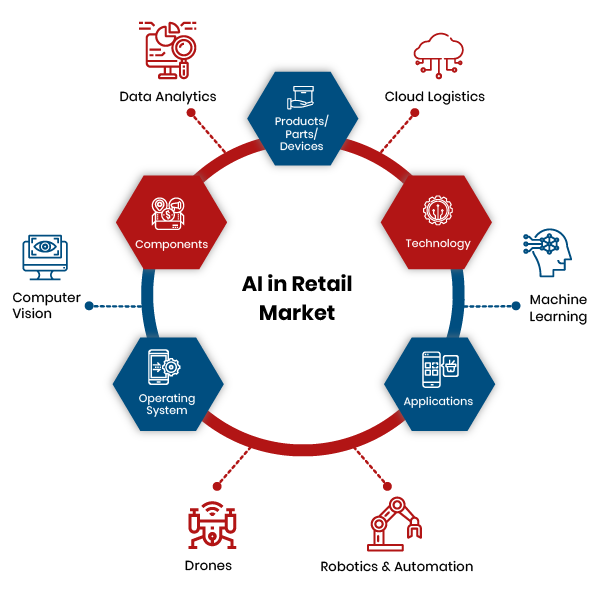 Data Analytics
Cloud Logistics
Products/
Parts/
Devices
Components
Technology
AI in Retail
Market
Computer
Vision
Machine
Learning
Operating
System
Applications
Drones
Robotics & Automation